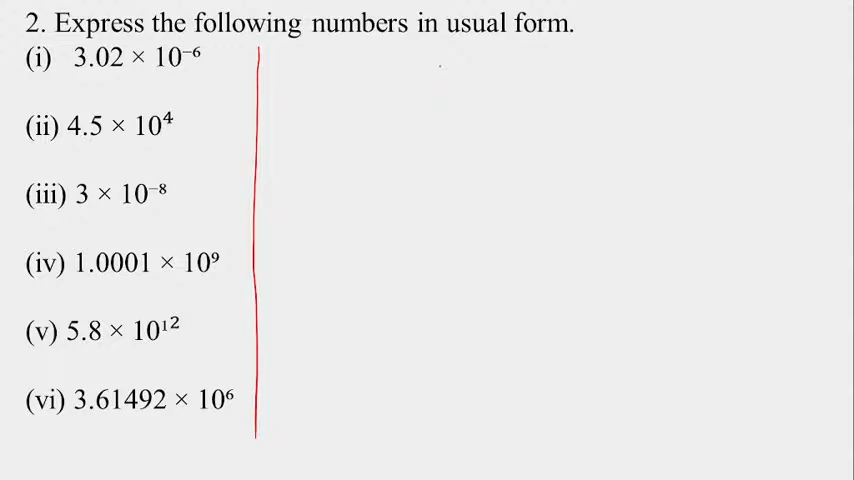 2. Express the following numbers in usual form.
(i) 3.02 × 10⁻⁶
(ii) 4.5 × 10⁴
(iii) 3 × 10⁻⁸
(iv) 1.0001 × 10⁹
(v) 5.8 × 10¹²
(vi) 3.61492 × 10⁶